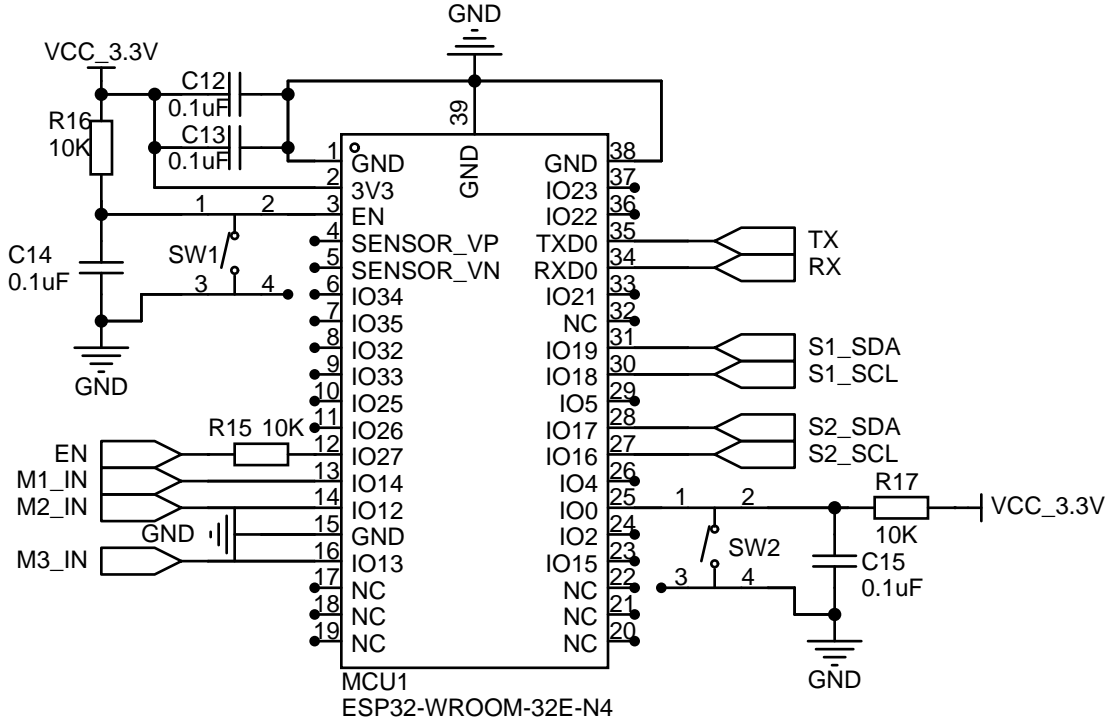 GND
VCC_3.3V
C12
0.1uF
R16
10K
C13
0.1uF
39
1
GND
GND
GND
38
2
3V3
IO23
37
1
2
3
EN
IO22
36
4
SENSOR_VP
TXD0
35
TX
C14
0.1uF
SW1
5
SENSOR_VN
RXD0
34
RX
3
4
6
IO34
IO21
33
7
IO35
NC
32
8
IO32
IO19
31
S1_SDA
GND
9
IO33
IO18
30
S1_SCL
10
IO25
IO5
29
R15 10K
11
IO26
IO17
28
S2_SDA
EN
12
IO27
IO16
27
S2_SCL
M1_IN
13
IO14
IO4
26
R17
M2_IN
14
IO12
IO0
25
1
2
VCC_3.3V
GND
15
GND
IO2
24
10K
SW2
M3_IN
16
IO13
IO15
23
C15
0.1uF
17
NC
NC
22
3
4
18
NC
NC
21
19
NC
NC
20
GND
MCU1
ESP32-WROOM-32E-N4